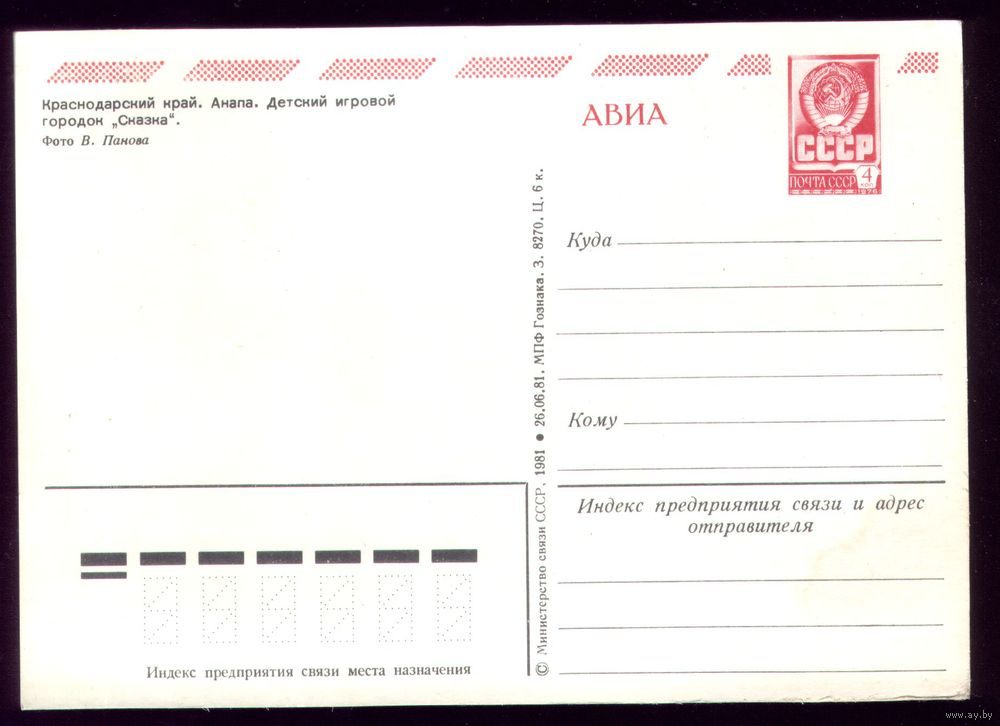 Краснодарский край. Анапа. Детский игровой
городок „Сказка“.
Фото В. Панова
АВИА
СССР
ПОЧТА СССР 4 коп
1976
Куда
Кому
Индекс предприятия связи и адрес
отправителя
© Министерство связи СССР, 1981 • 26.06.81. МПФ Гознака. З. 8270. Ц. 6 к.
Индекс предприятия связи места назначения
www.ay.by